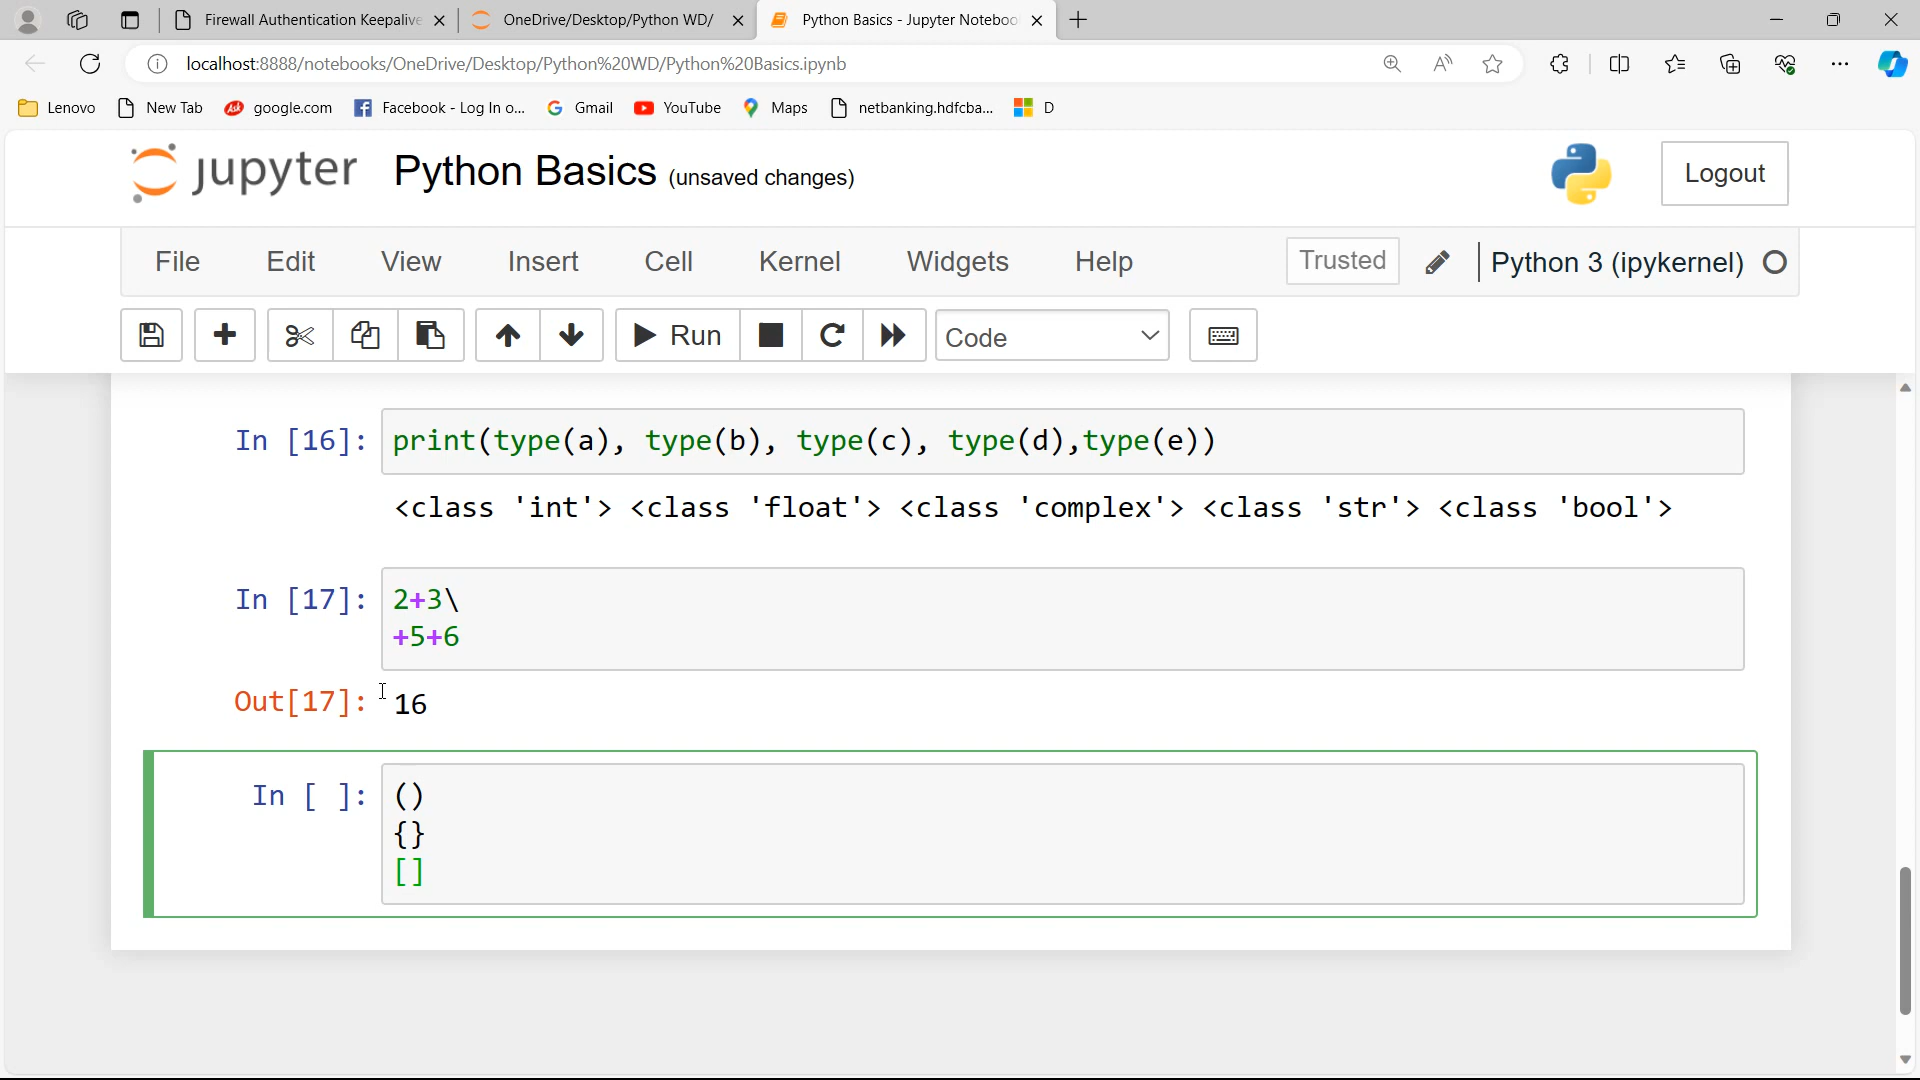 Firewall Authentication Keepalive
OneDrive/Desktop/Python WD/
Python Basics - Jupyter Noteboo
localhost:8888/notebooks/OneDrive/Desktop/Python%20WD/Python%20Basics.ipynb
Lenovo
New Tab
Ask google.com
Facebook - Log In o...
Gmail
YouTube
Maps
netbanking.hdfcba...
D
jupyter Python Basics (unsaved changes)
Logout
File Edit View Insert Cell Kernel Widgets Help Trusted Python 3 (ipykernel)
Run Code
In [16]: print(type(a), type(b), type(c), type(d),type(e))
<class 'int'> <class 'float'> <class 'complex'> <class 'str'> <class 'bool'>
In [17]: 2+3\
+5+6
Out[17]: 16
In [ ]: ()
{}
[]